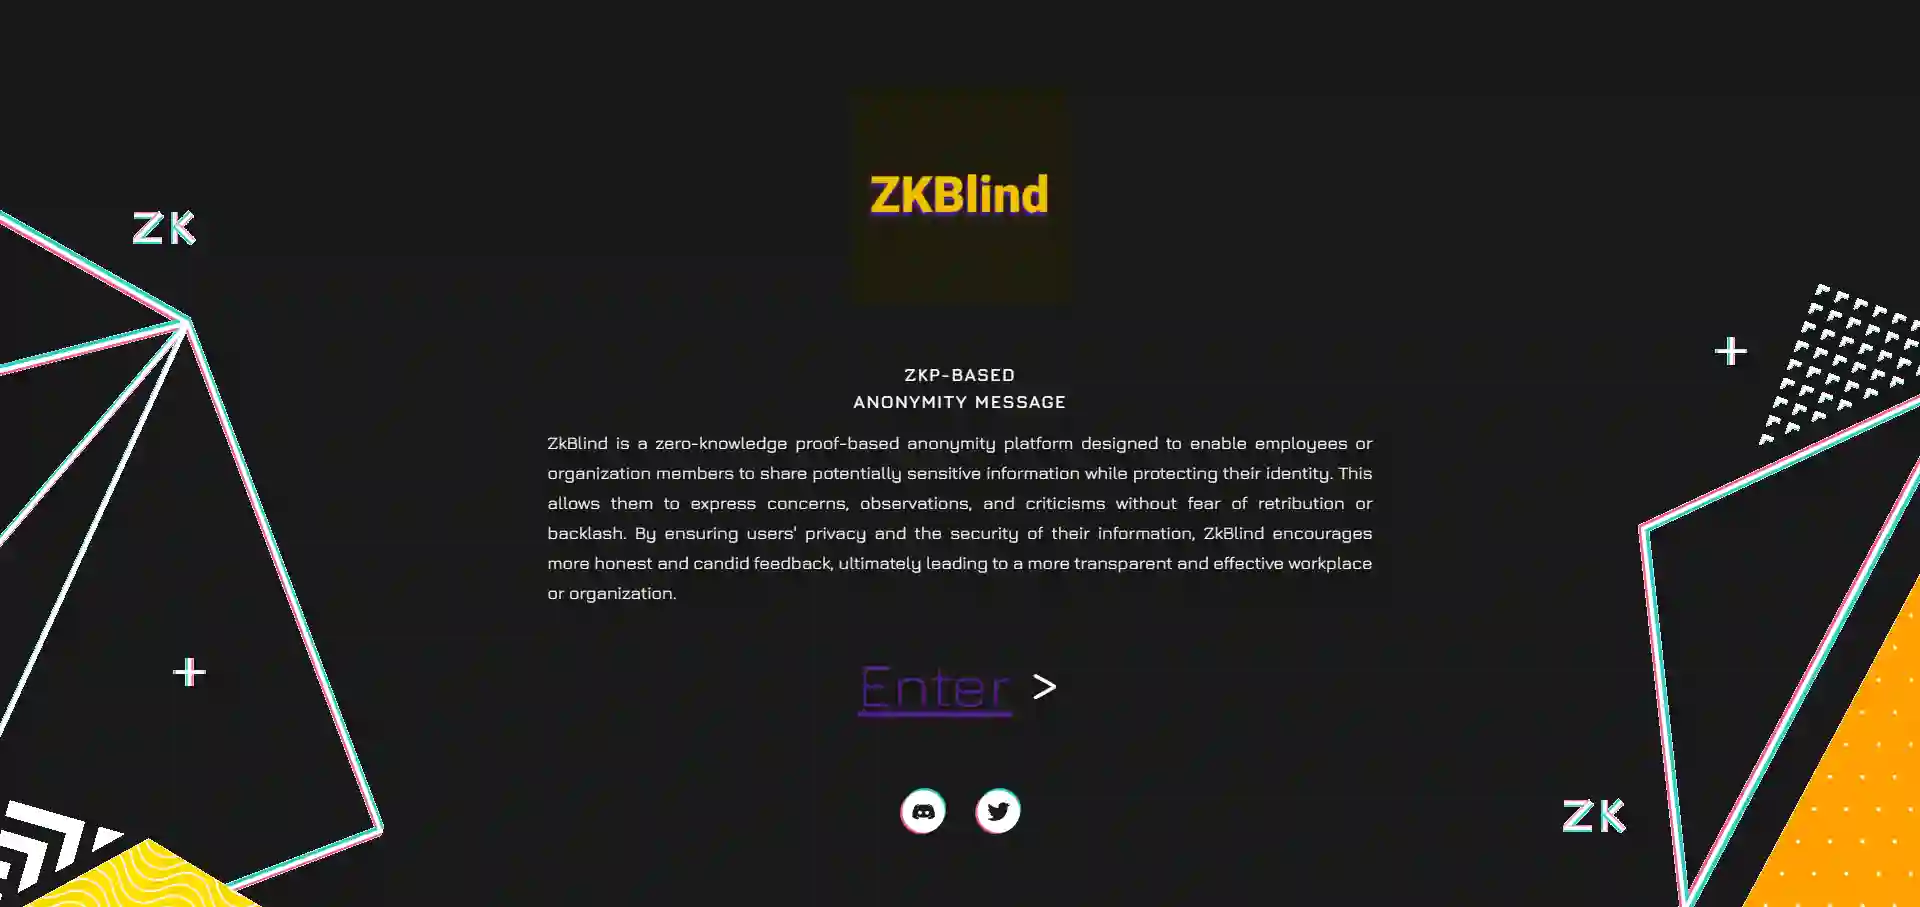 ZKBlind
ZK
ZKP-BASED
ANONYMITY MESSAGE
ZkBlind is a zero-knowledge proof-based anonymity platform designed to enable employees or
organization members to share potentially sensitive information while protecting their identity. This
allows them to express concerns, observations, and criticisms without fear of retribution or
backlash. By ensuring users' privacy and the security of their information, ZkBlind encourages
more honest and candid feedback, ultimately leading to a more transparent and effective workplace
or organization.
Enter >
ZK